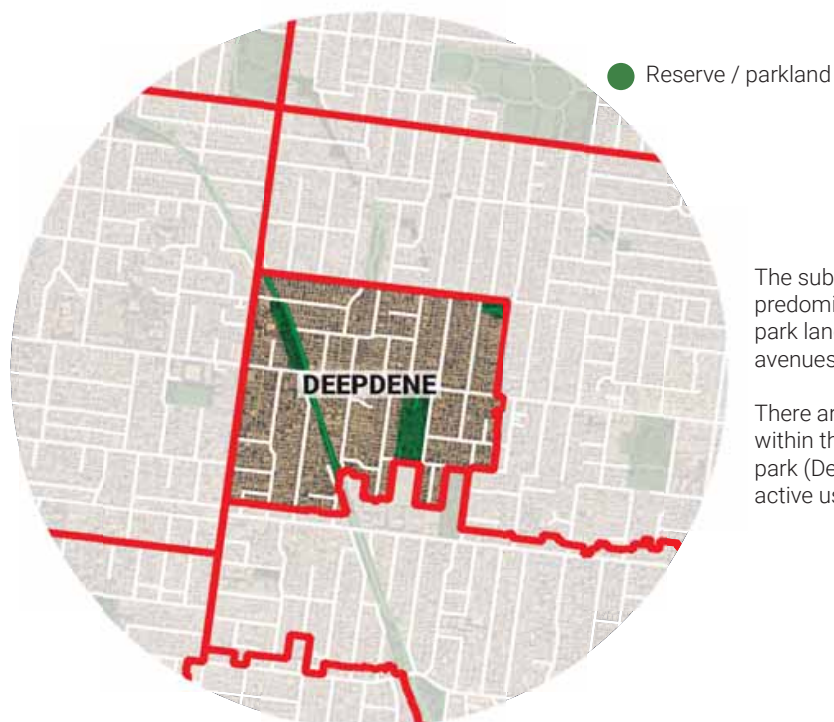 Reserve / parkland
DEEPDENE
The sub
predomi
park lan
avenues
There ar
within th
park (De
active us